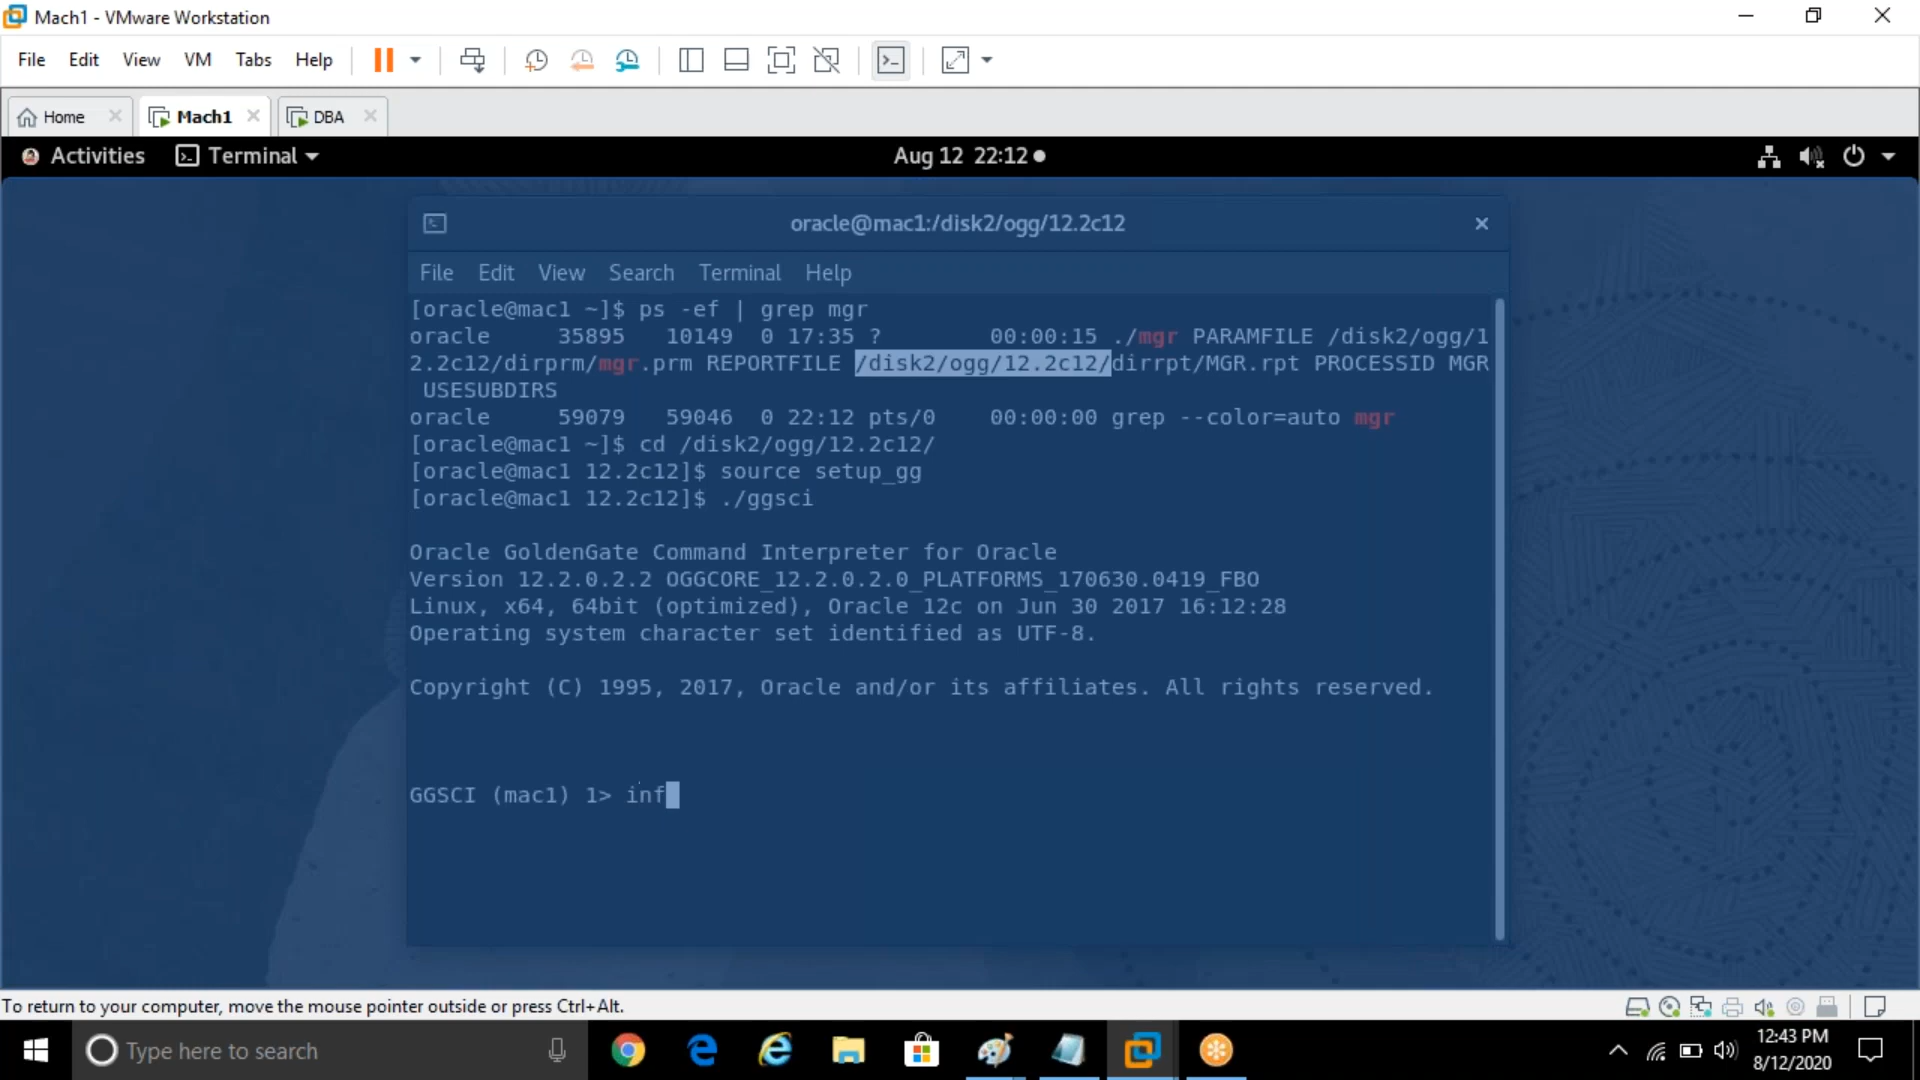 Mach1 - VMware Workstation
File Edit View VM Tabs Help
Home Mach1 DBA
Activities Terminal Aug 12 22:12
oracle@mac1:/disk2/ogg/12.2c12
File Edit View Search Terminal Help
[oracle@mac1 ~]$ ps -ef | grep mgr
oracle 35895 10149 0 17:35 ? 00:00:15 ./mgr PARAMFILE /disk2/ogg/1
2.2c12/dirprm/mgr.prm REPORTFILE /disk2/ogg/12.2c12/dirrpt/MGR.rpt PROCESSID MGR
USESUBDIRS
oracle 59079 59046 0 22:12 pts/0 00:00:00 grep --color=auto mgr
[oracle@mac1 ~]$ cd /disk2/ogg/12.2c12/
[oracle@mac1 12.2c12]$ source setup_gg
[oracle@mac1 12.2c12]$ ./ggsci
Oracle GoldenGate Command Interpreter for Oracle
Version 12.2.0.2.2 OGGCORE_12.2.0.2.0_PLATFORMS_170630.0419_FBO
Linux, x64, 64bit (optimized), Oracle 12c on Jun 30 2017 16:12:28
Operating system character set identified as UTF-8.
Copyright (C) 1995, 2017, Oracle and/or its affiliates. All rights reserved.
GGSCI (mac1) 1> inf
To return to your computer, move the mouse pointer outside or press Ctrl+Alt.
Type here to search
12:43 PM
8/12/2020